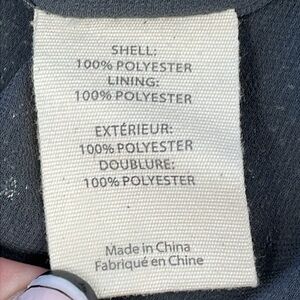 SHELL:
100% POLYESTER
LINING:
100% POLYESTER
EXTÉRIEUR:
100% POLYESTER
DOUBLURE:
100% POLYESTER
Made in China
Fabriqué en Chine